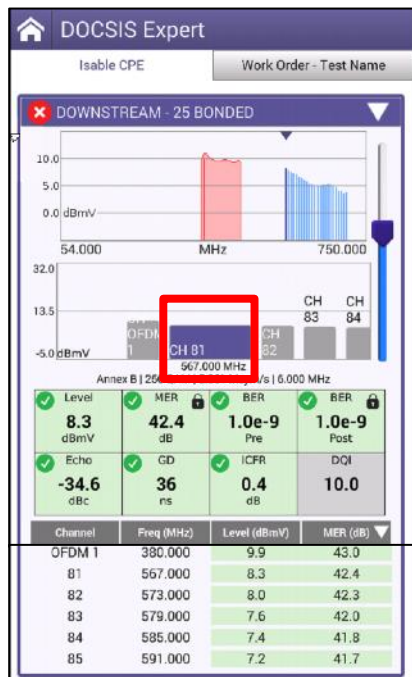 DOCSIS Expert
Isable CPE
Work Order - Test Name
DOWNSTREAM - 25 BONDED
10.0
5.0
0.0 dBmV
54.000 MHz 750.000
32.0
13.5
-5.0 dBmV
OFDM 1
CH 81
CH
CH 83
CH 84
567.000 MHz
Annex B | 6.000 MHz
Level MER BER BER
8.3 42.4 1.0e-9 1.0e-9
dBmV dB Pre Post
Echo GD ICFR DQI
-34.6 36 0.4 10.0
dBc ns dB
Channel Freq (MHz) Level (dBmV) MER (dB)
OFDM 1 380.000 9.9 43.0
81 567.000 8.3 42.4
82 573.000 8.0 42.3
83 579.000 7.6 42.0
84 585.000 7.4 41.8
85 591.000 7.2 41.7